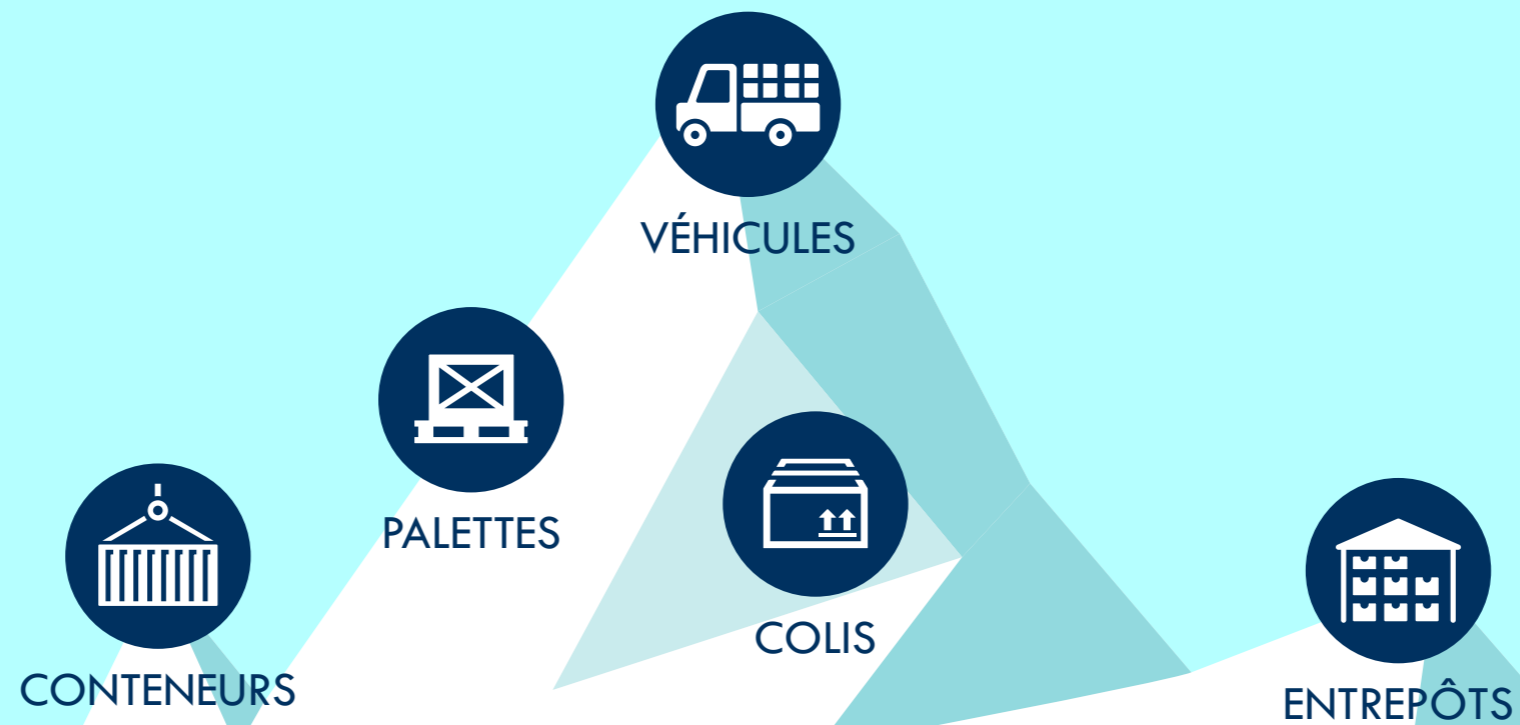 VÉHICULES
PALETTES
COLIS
CONTENEURS
ENTREPÔTS